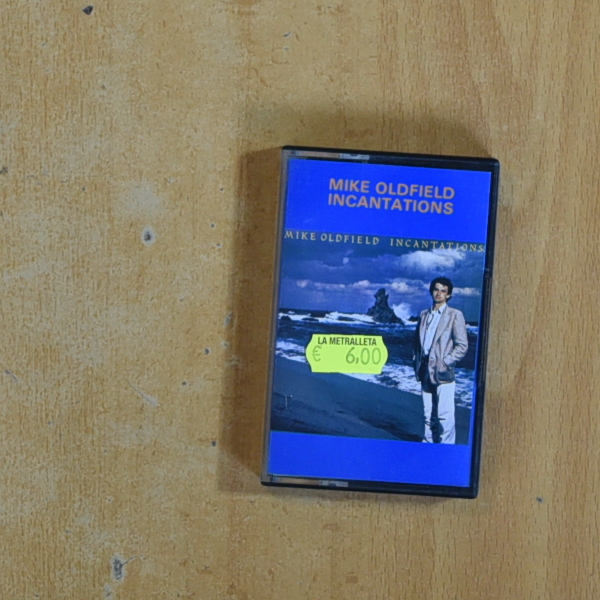 MIKE OLDFIELD
INCANTATIONS
MIKE OLDFIELD INCANTATIONS
LA METRALLETA
€ 6,00